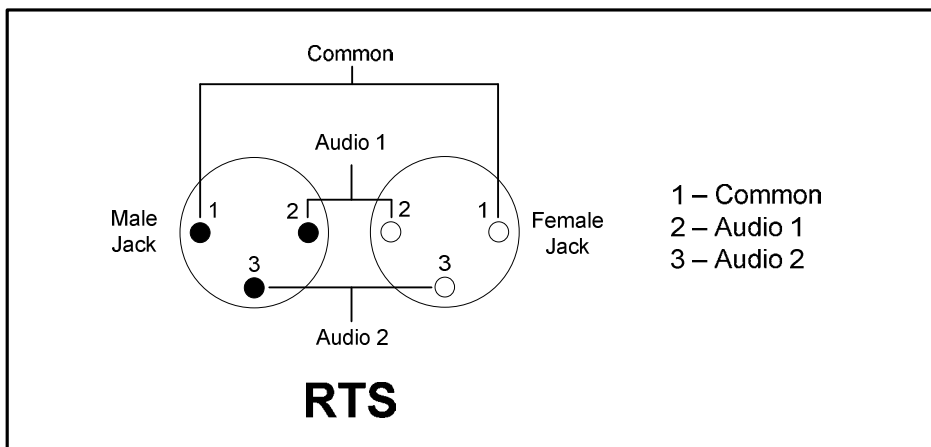 Common
Audio 1
Male
Jack
1
2
3
2
1
3
Female
Jack
Audio 2
RTS
1 – Common
2 – Audio 1
3 – Audio 2